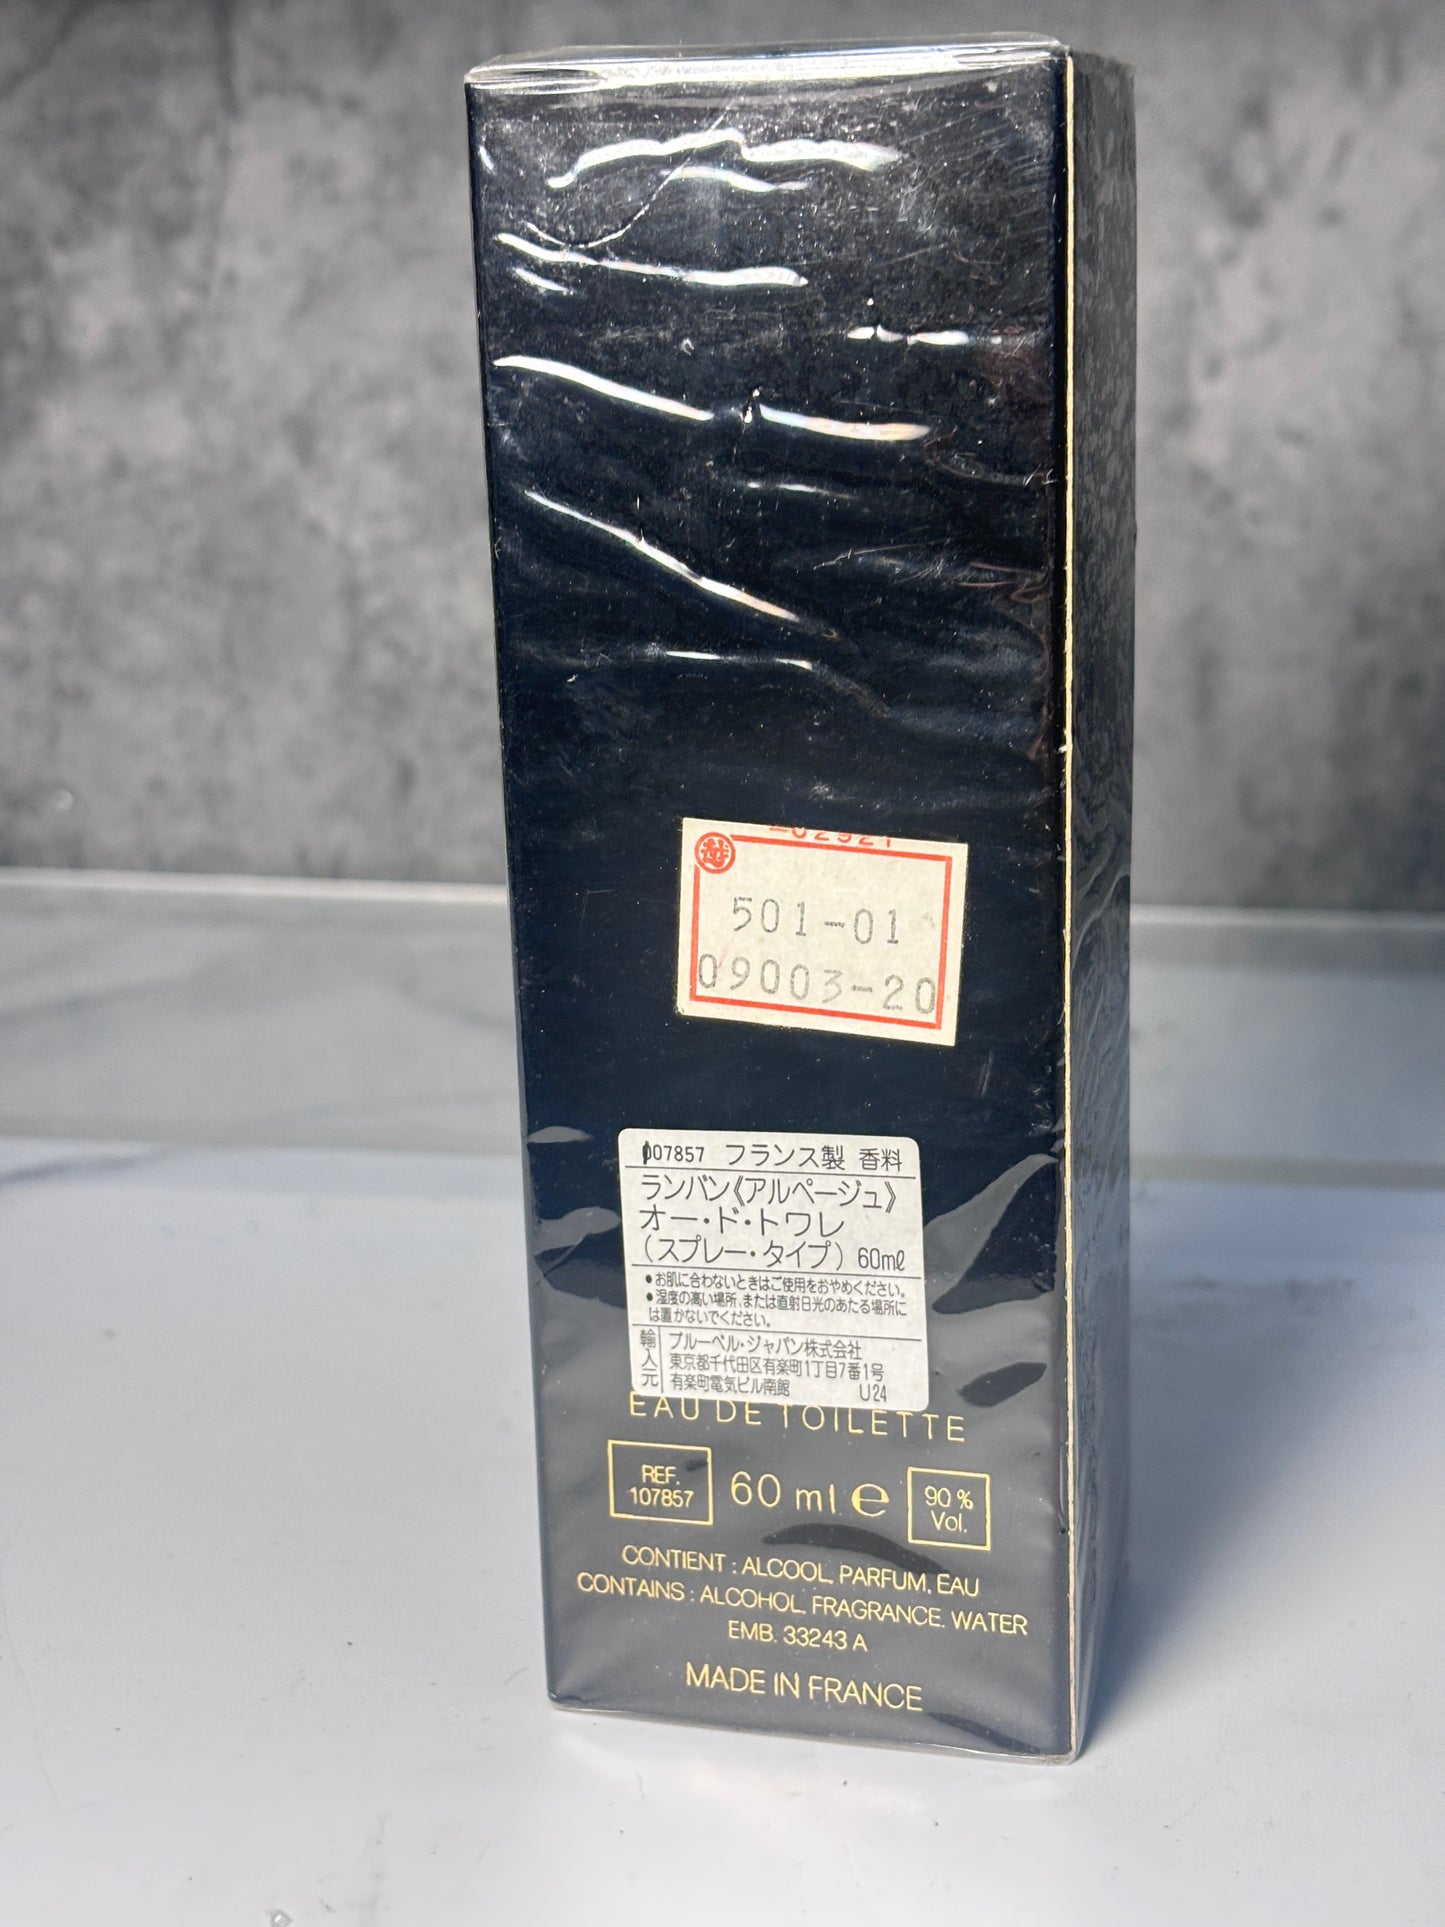 501-01
09003-20
107857 フランス製 香料
ランバン《アルページュ》
オー・ド・トワレ
(スプレー・タイプ) 60mℓ
•お肌に合わないときはご使用をおやめください。
•湿度の高い場所、または直射日光のあたる場所に
は置かないでください。
輸入元
ブルーベル・ジャパン株式会社
東京都千代田区有楽町1丁目7番1号
有楽町電気ビル南館 U24
EAU DE TOILETTE
REF.
107857
60 ml e
90 %
Vol.
CONTIENT : ALCOOL, PARFUM, EAU
CONTAINS : ALCOHOL, FRAGRANCE, WATER
EMB. 33243 A
MADE IN FRANCE